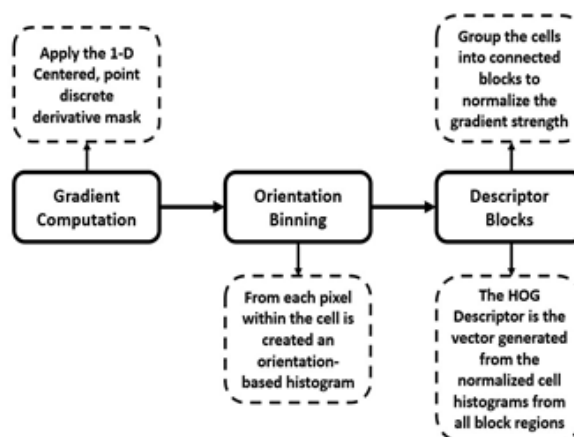 Apply the 1-D
Centered, point
discrete
derivative mask
Group the cells
into connected
blocks to
normalize the
gradient strength
Gradient
Computation
Orientation
Binning
Descriptor
Blocks
From each pixel
within the cell is
created an
orientation-
based histogram
The HOG
Descriptor is the
vector generated
from the
normalized cell
histograms from
all block regions